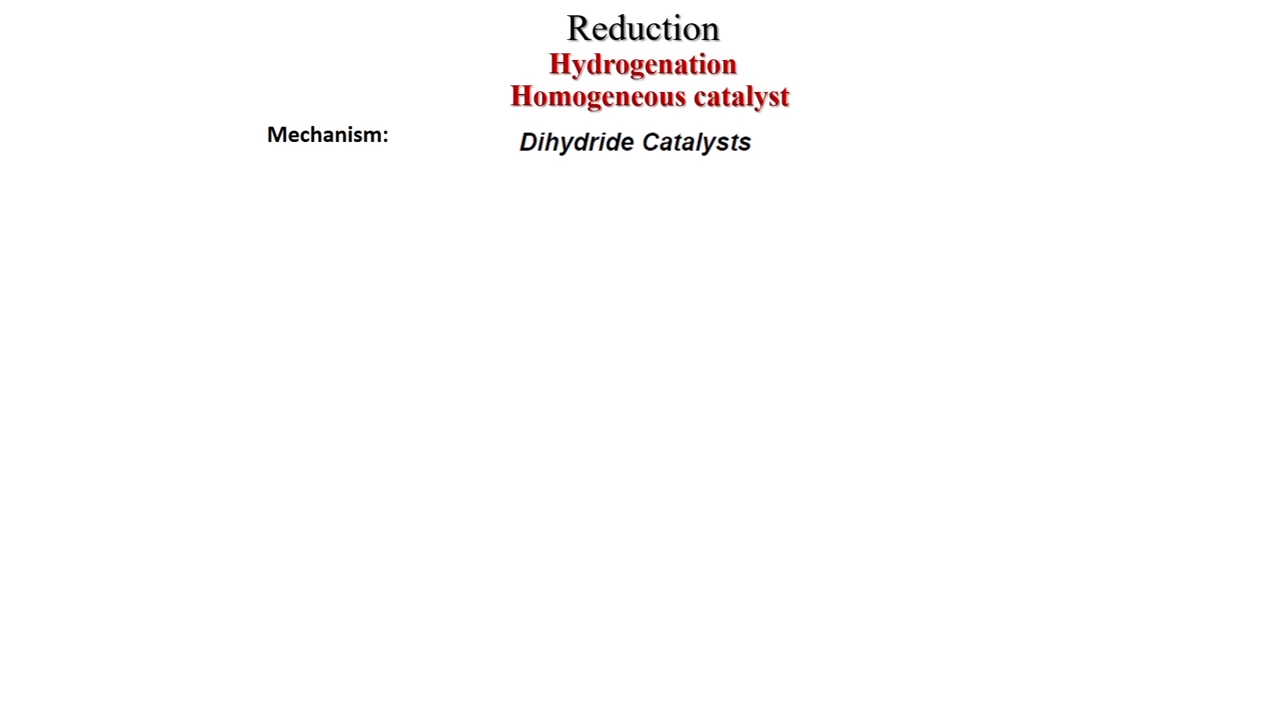 Reduction
Hydrogenation
Homogeneous catalyst
Mechanism:
Dihydride Catalysts